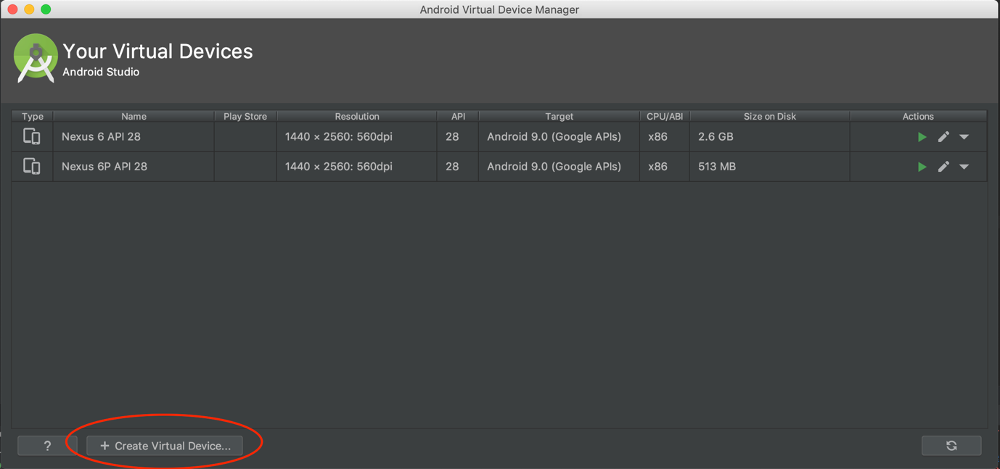 Android Virtual Device Manager
Your Virtual Devices
Android Studio
Type Name Play Store Resolution API Target CPU/ABI Size on Disk Actions
Nexus 6 API 28 1440 × 2560: 560dpi 28 Android 9.0 (Google APIs) x86 2.6 GB
Nexus 6P API 28 1440 × 2560: 560dpi 28 Android 9.0 (Google APIs) x86 513 MB
? + Create Virtual Device...